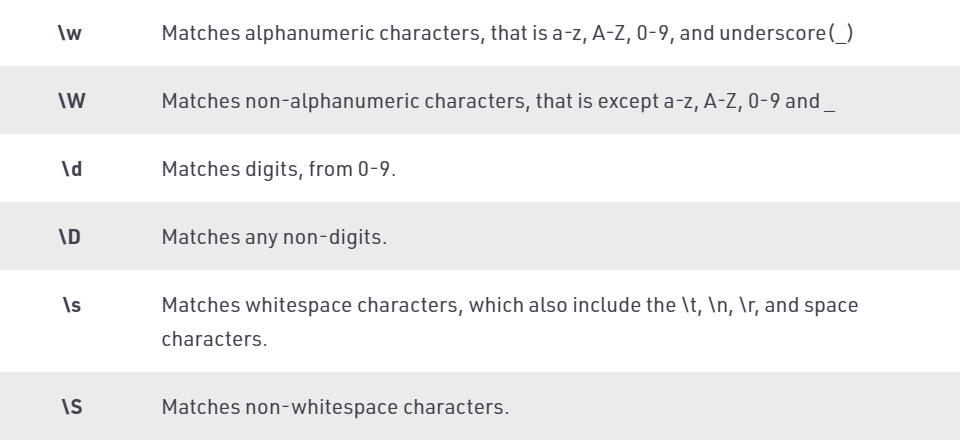 \w Matches alphanumeric characters, that is a-z, A-Z, 0-9, and underscore(_)
\W Matches non-alphanumeric characters, that is except a-z, A-Z, 0-9 and _
\d Matches digits, from 0-9.
\D Matches any non-digits.
\s Matches whitespace characters, which also include the \t, \n, \r, and space
characters.
\S Matches non-whitespace characters.